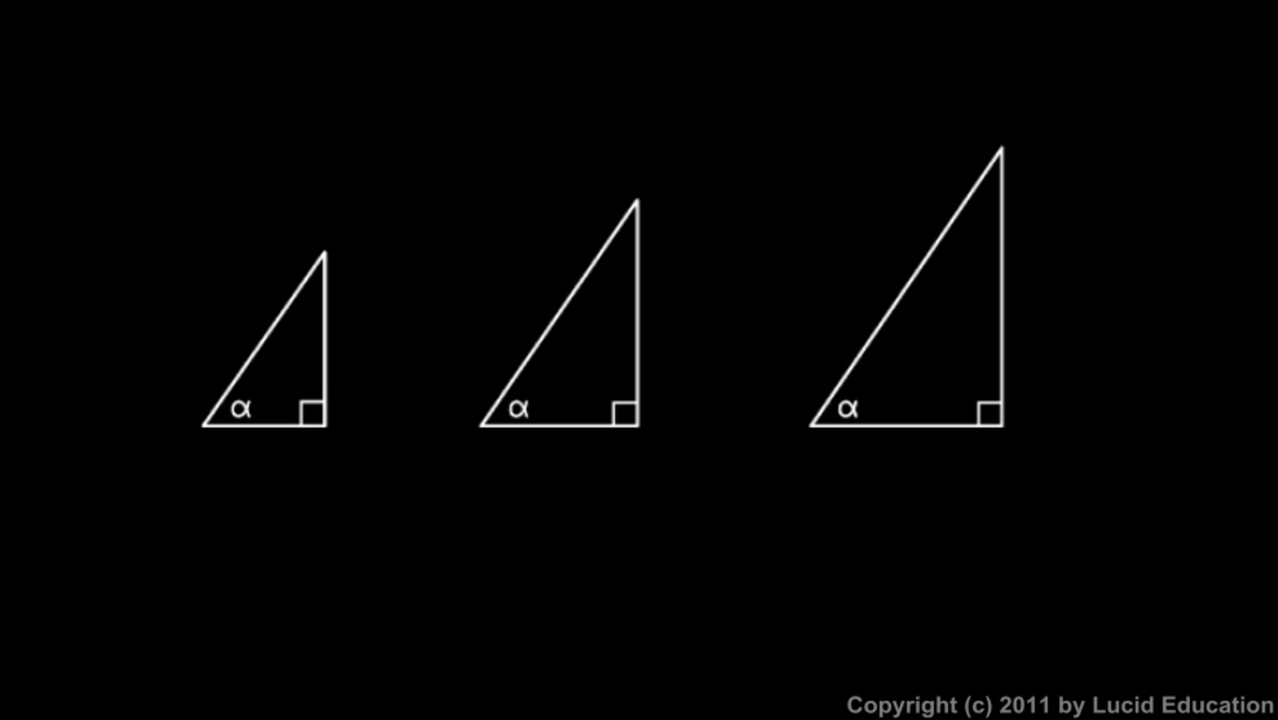 α α α
Copyright (c) 2011 by Lucid Education